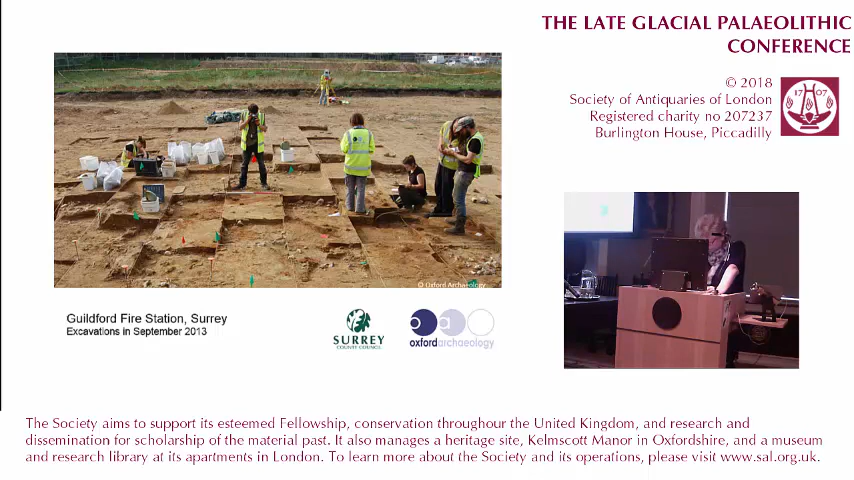 THE LATE GLACIAL PALAEOLITHIC
CONFERENCE
© 2018
Society of Antiquaries of London
Registered charity no 207237
Burlington House, Piccadilly
1707
© Oxford Archaeology
Guildford Fire Station, Surrey
Excavations in September 2013
SURREY
COUNTY COUNCIL
oa
oxfordarchaeology
The Society aims to support its esteemed Fellowship, conservation throughour the United Kingdom, and research and
dissemination for scholarship of the material past. It also manages a heritage site, Kelmscott Manor in Oxfordshire, and a museum
and research library at its apartments in London. To learn more about the Society and its operations, please visit www.sal.org.uk.